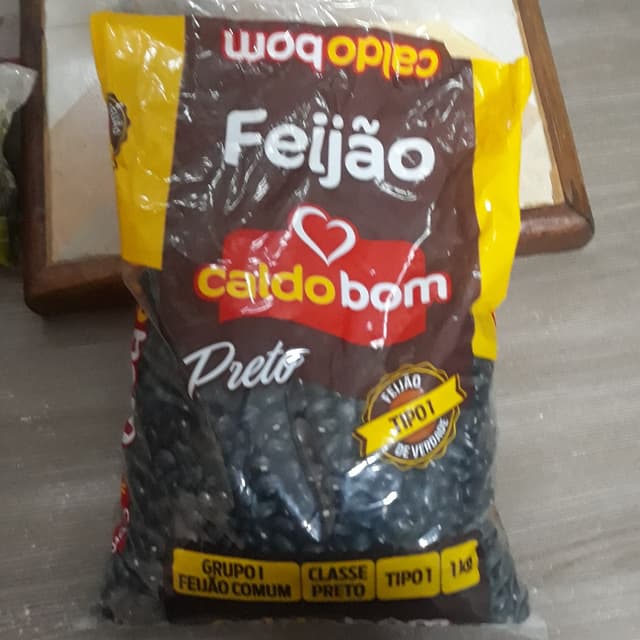 caldobom
Feijão
caldobom
Preto
FEIJÃO
TIPO 1
DE VERDADE
GRUPO I
FEIJÃO COMUM
CLASSE
PRETO
TIPO 1
1 kg